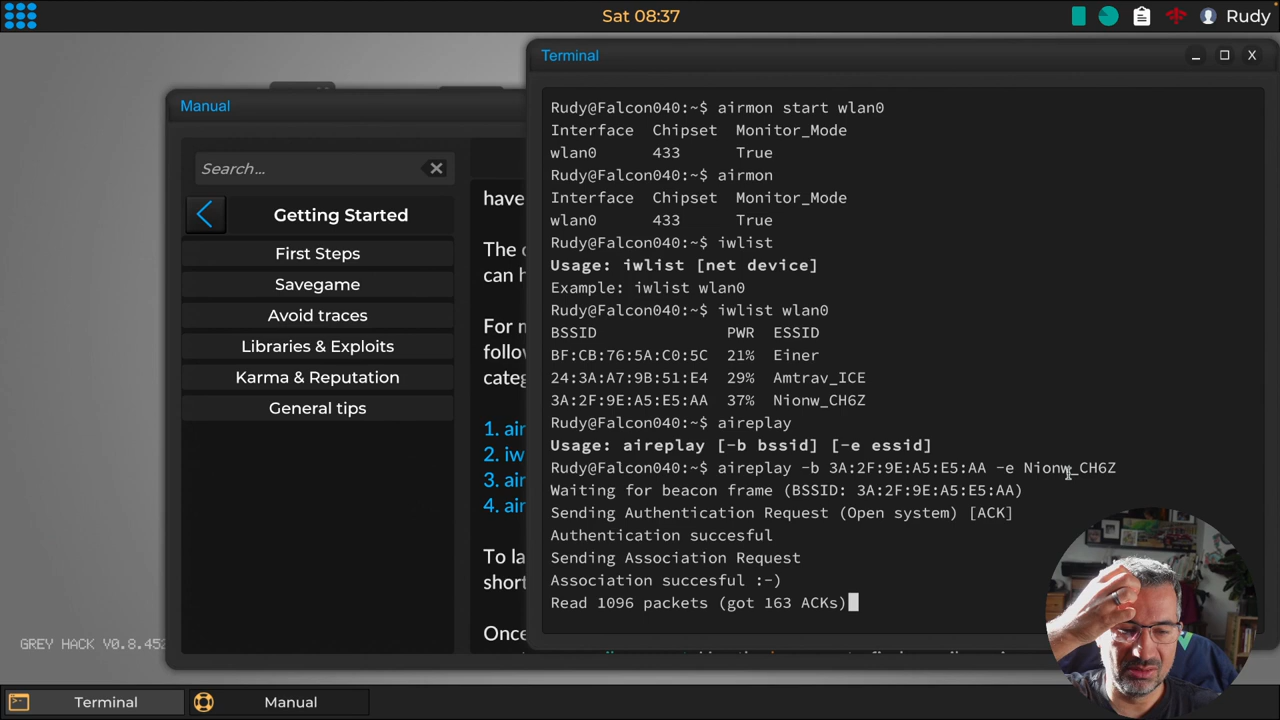 Sat 08:37
Rudy
Manual
Search...
Getting Started
First Steps
Savegame
Avoid traces
Libraries & Exploits
Karma & Reputation
General tips
have
The
can h
For
follow
categ
1. air
2. iw
3. air
4. air
To la
short
Once
Terminal
Rudy@Falcon040:~$ airmon start wlan0
Interface Chipset Monitor_Mode
wlan0 433 True
Rudy@Falcon040:~$ airmon
Interface Chipset Monitor_Mode
wlan0 433 True
Rudy@Falcon040:~$ iwlist
Usage: iwlist [net device]
Example: iwlist wlan0
Rudy@Falcon040:~$ iwlist wlan0
BSSID PWR ESSID
BF:CB:76:5A:C0:5C 21% Einer
24:3A:A7:9B:51:E4 29% Amtrav_ICE
3A:2F:9E:A5:E5:AA 37% Nionw_CH6Z
Rudy@Falcon040:~$ aireplay
Usage: aireplay [-b bssid] [-e essid]
Rudy@Falcon040:~$ aireplay -b 3A:2F:9E:A5:E5:AA -e Nionw_CH6Z
Waiting for beacon frame (BSSID: 3A:2F:9E:A5:E5:AA)
Sending Authentication Request (Open system) [ACK]
Authentication succesful
Sending Association Request
Association succesful :-)
Read 1096 packets (got 163 ACKs)
GREY HACK V0.8.45
Terminal
Manual